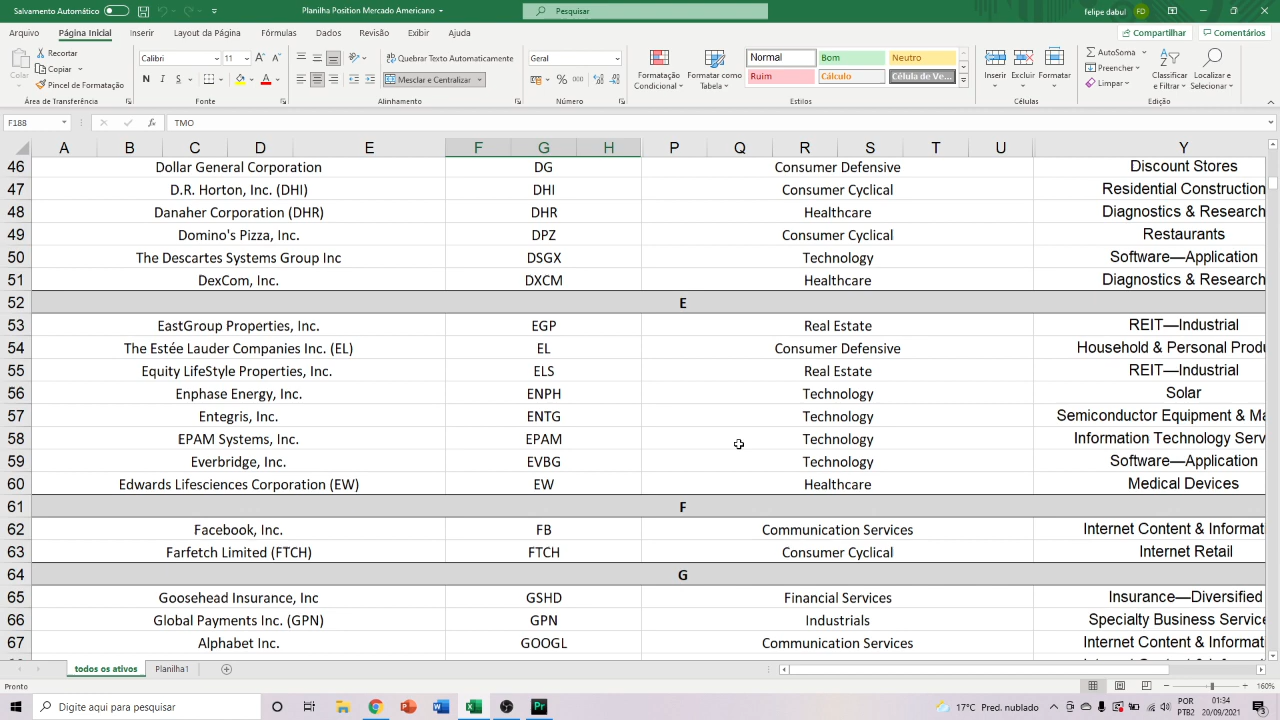 Salvamento Automático
Planilha Position Mercado Americano
Pesquisar
felipe dabul
FD
Arquivo
Página Inicial
Inserir
Layout da Página
Fórmulas
Dados
Revisão
Exibir
Ajuda
Compartilhar
Comentários
Colar
Recortar
Copiar
Pincel de Formatação
Área de Transferência
Calibri
11
N I S
Fonte
Quebrar Texto Automaticamente
Mesclar e Centralizar
Alinhamento
Geral
Número
Formatação Condicional
Formatar como Tabela
Normal
Bom
Neutro
Ruim
Cálculo
Célula de Ve...
Estilos
Inserir
Excluir
Formatar
Células
AutoSoma
Preencher
Limpar
Classificar e Filtrar
Localizar e Selecionar
Edição
F188
fx
TMO
A B C D E F G H P Q R S T U Y
46 Dollar General Corporation DG Consumer Defensive Discount Stores
47 D.R. Horton, Inc. (DHI) DHI Consumer Cyclical Residential Construction
48 Danaher Corporation (DHR) DHR Healthcare Diagnostics & Research
49 Domino's Pizza, Inc. DPZ Consumer Cyclical Restaurants
50 The Descartes Systems Group Inc DSGX Technology Software—Application
51 DexCom, Inc. DXCM Healthcare Diagnostics & Research
52 E
53 EastGroup Properties, Inc. EGP Real Estate REIT—Industrial
54 The Estée Lauder Companies Inc. (EL) EL Consumer Defensive Household & Personal Produ
55 Equity LifeStyle Properties, Inc. ELS Real Estate REIT—Industrial
56 Enphase Energy, Inc. ENPH Technology Solar
57 Entegris, Inc. ENTG Technology Semiconductor Equipment & Ma
58 EPAM Systems, Inc. EPAM Technology Information Technology Serv
59 Everbridge, Inc. EVBG Technology Software—Application
60 Edwards Lifesciences Corporation (EW) EW Healthcare Medical Devices
61 F
62 Facebook, Inc. FB Communication Services Internet Content & Informat
63 Farfetch Limited (FTCH) FTCH Consumer Cyclical Internet Retail
64 G
65 Goosehead Insurance, Inc GSHD Financial Services Insurance—Diversified
66 Global Payments Inc. (GPN) GPN Industrials Specialty Business Service
67 Alphabet Inc. GOOGL Communication Services Internet Content & Informat
todos os ativos
Planilha1
Pronto
160%
Digite aqui para pesquisar
17°C Pred. nublado
POR
PTB2
01:34
20/09/2021